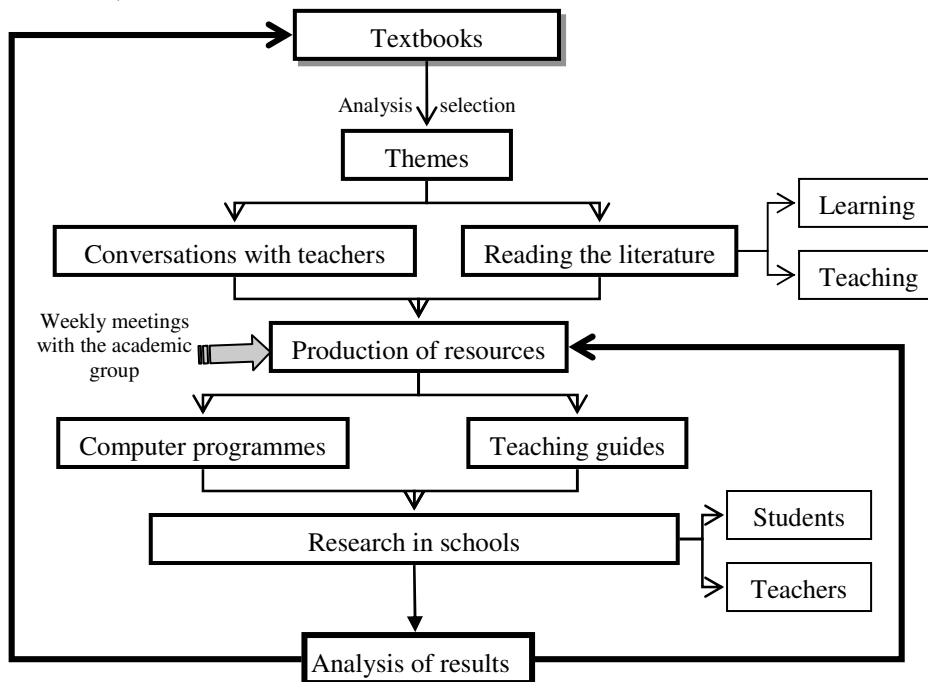 Textbooks
Analysis selection
Themes
Conversations with teachers
Reading the literature
Learning
Teaching
Weekly meetings
with the academic
group
Production of resources
Computer programmes
Teaching guides
Research in schools
Students
Teachers
Analysis of results